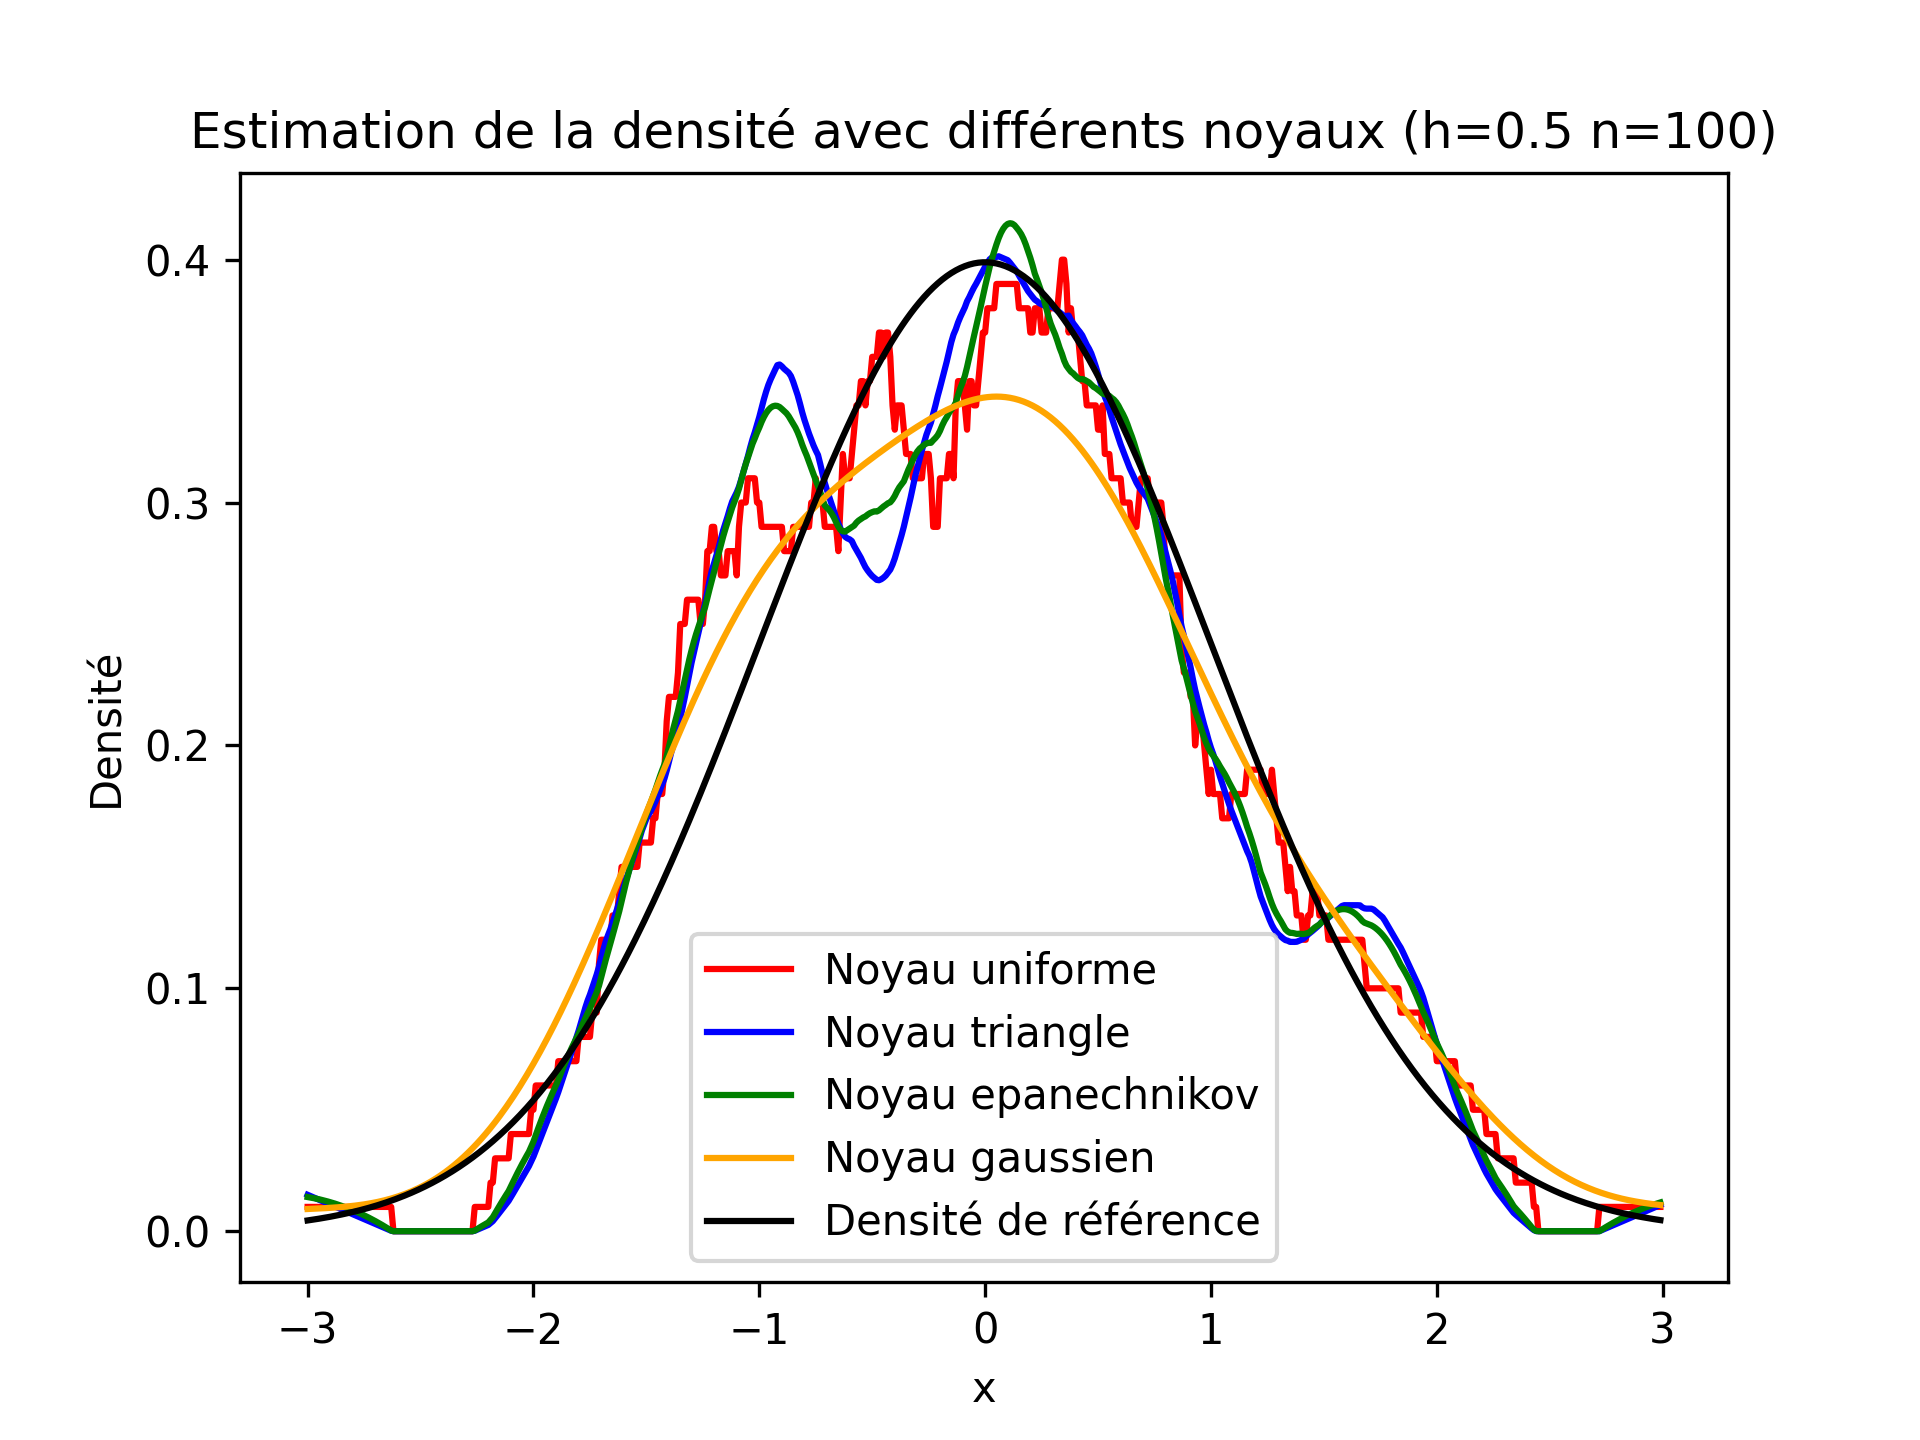 Estimation de la densité avec différents noyaux (h=0.5 n=100)
Densité
0.4
0.3
0.2
0.1
0.0
Noyau uniforme
Noyau triangle
Noyau epanechnikov
Noyau gaussien
Densité de référence
−3 −2 −1 0 1 2 3
x